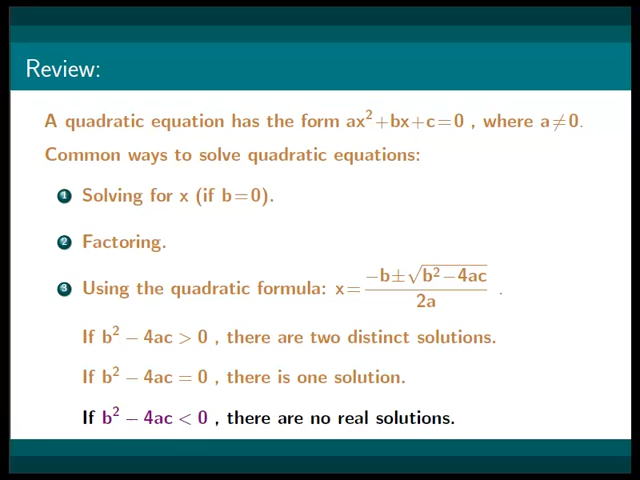 Review:
A quadratic equation has the form ax²+bx+c=0 , where a≠0.
Common ways to solve quadratic equations:
1 Solving for x (if b=0).
2 Factoring.
3 Using the quadratic formula: x= (−b±√(b²−4ac))/(2a) .
If b² − 4ac > 0 , there are two distinct solutions.
If b² − 4ac = 0 , there is one solution.
If b² − 4ac < 0 , there are no real solutions.